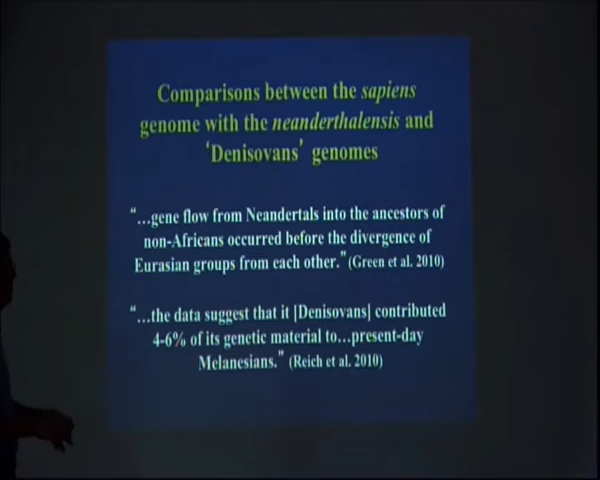 Comparisons between the sapiens
genome with the neanderthalensis and
‘Denisovans’ genomes
“…gene flow from Neandertals into the ancestors of
non-Africans occurred before the divergence of
Eurasian groups from each other.” (Green et al. 2010)
“…the data suggest that it [Denisovans] contributed
4-6% of its genetic material to…present-day
Melanesians.” (Reich et al. 2010)